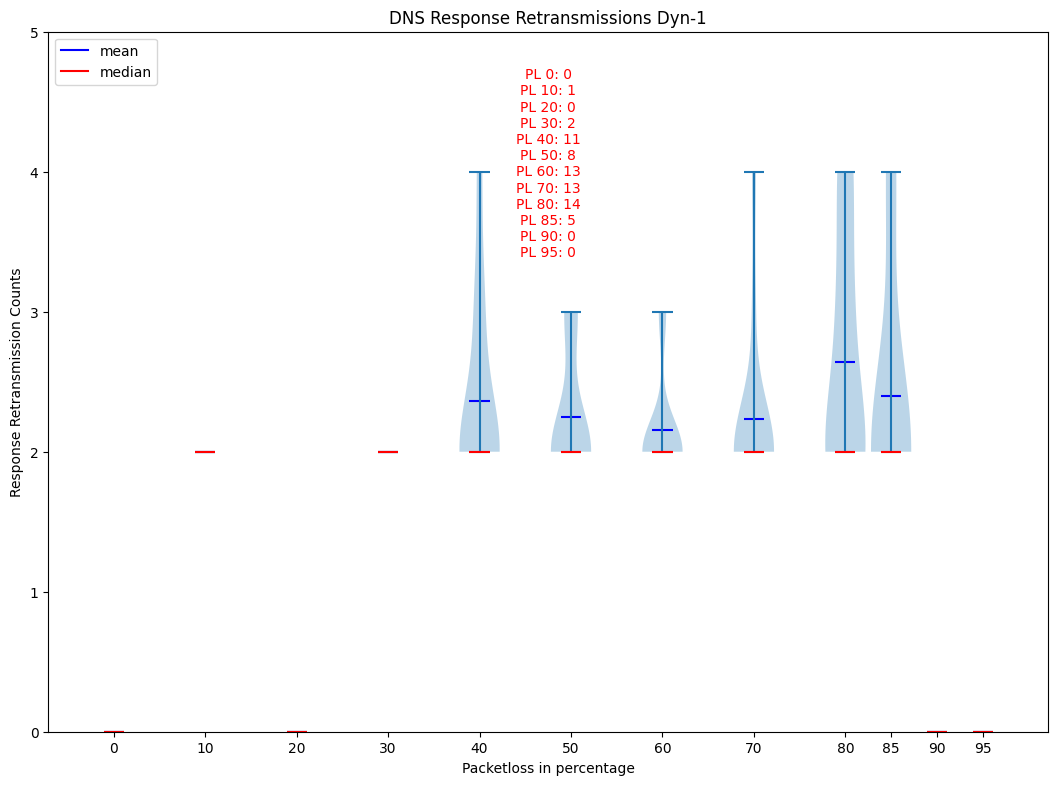 DNS Response Retransmissions Dyn-1
mean
median
PL 0: 0
PL 10: 1
PL 20: 0
PL 30: 2
PL 40: 11
PL 50: 8
PL 60: 13
PL 70: 13
PL 80: 14
PL 85: 5
PL 90: 0
PL 95: 0
Response Retransmission Counts
5
4
3
2
1
0
0 10 20 30 40 50 60 70 80 85 90 95
Packetloss in percentage